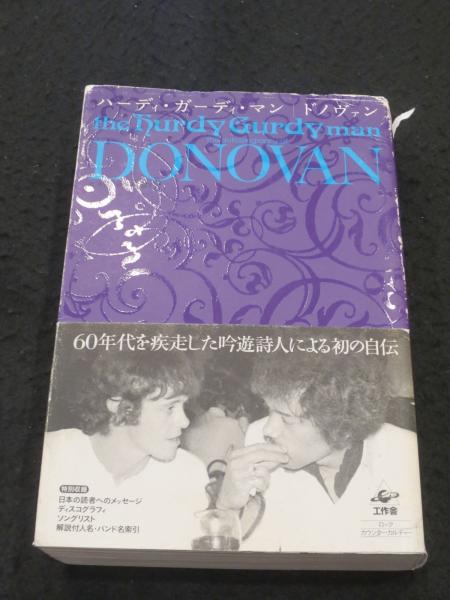 ハーディ・ガーディ・マン ドノヴァン
the hurdy Gurdy man
DONOVAN
60年代を疾走した吟遊詩人による初の自伝
特別収録
日本の読者へのメッセージ
ディスコグラフィ
ソングリスト
解説付人名・バンド名索引
工作舎
ロック
カウンター・カルチャー